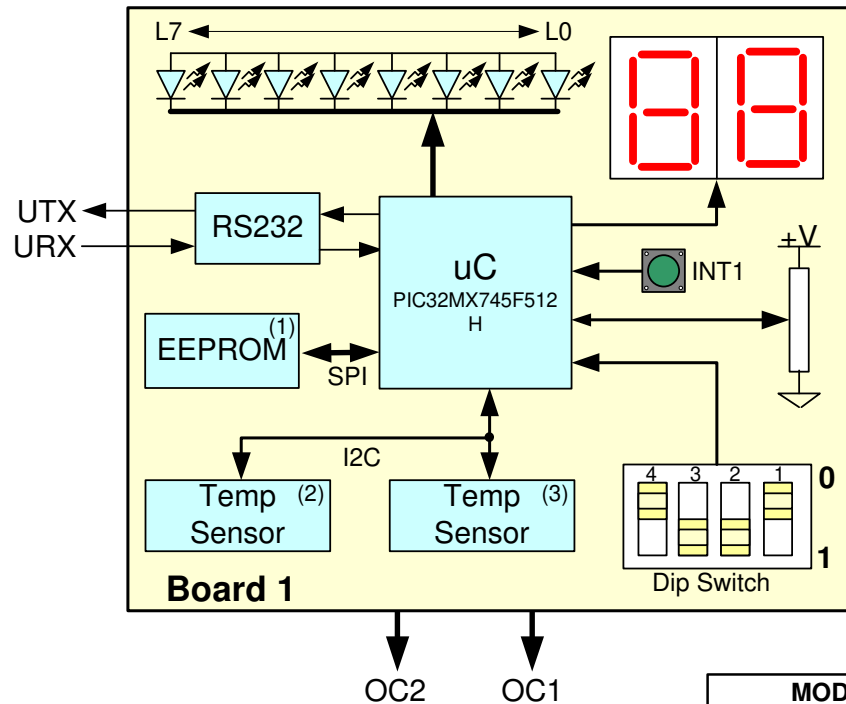 L7 L0
UTX
URX
RS232
uC
PIC32MX745F512
H
INT1
+V
EEPROM (1)
SPI
I2C
Temp (2)
Sensor
Temp (3)
Sensor
4 3 2 1 0
1
Dip Switch
Board 1
OC2 OC1
MOD